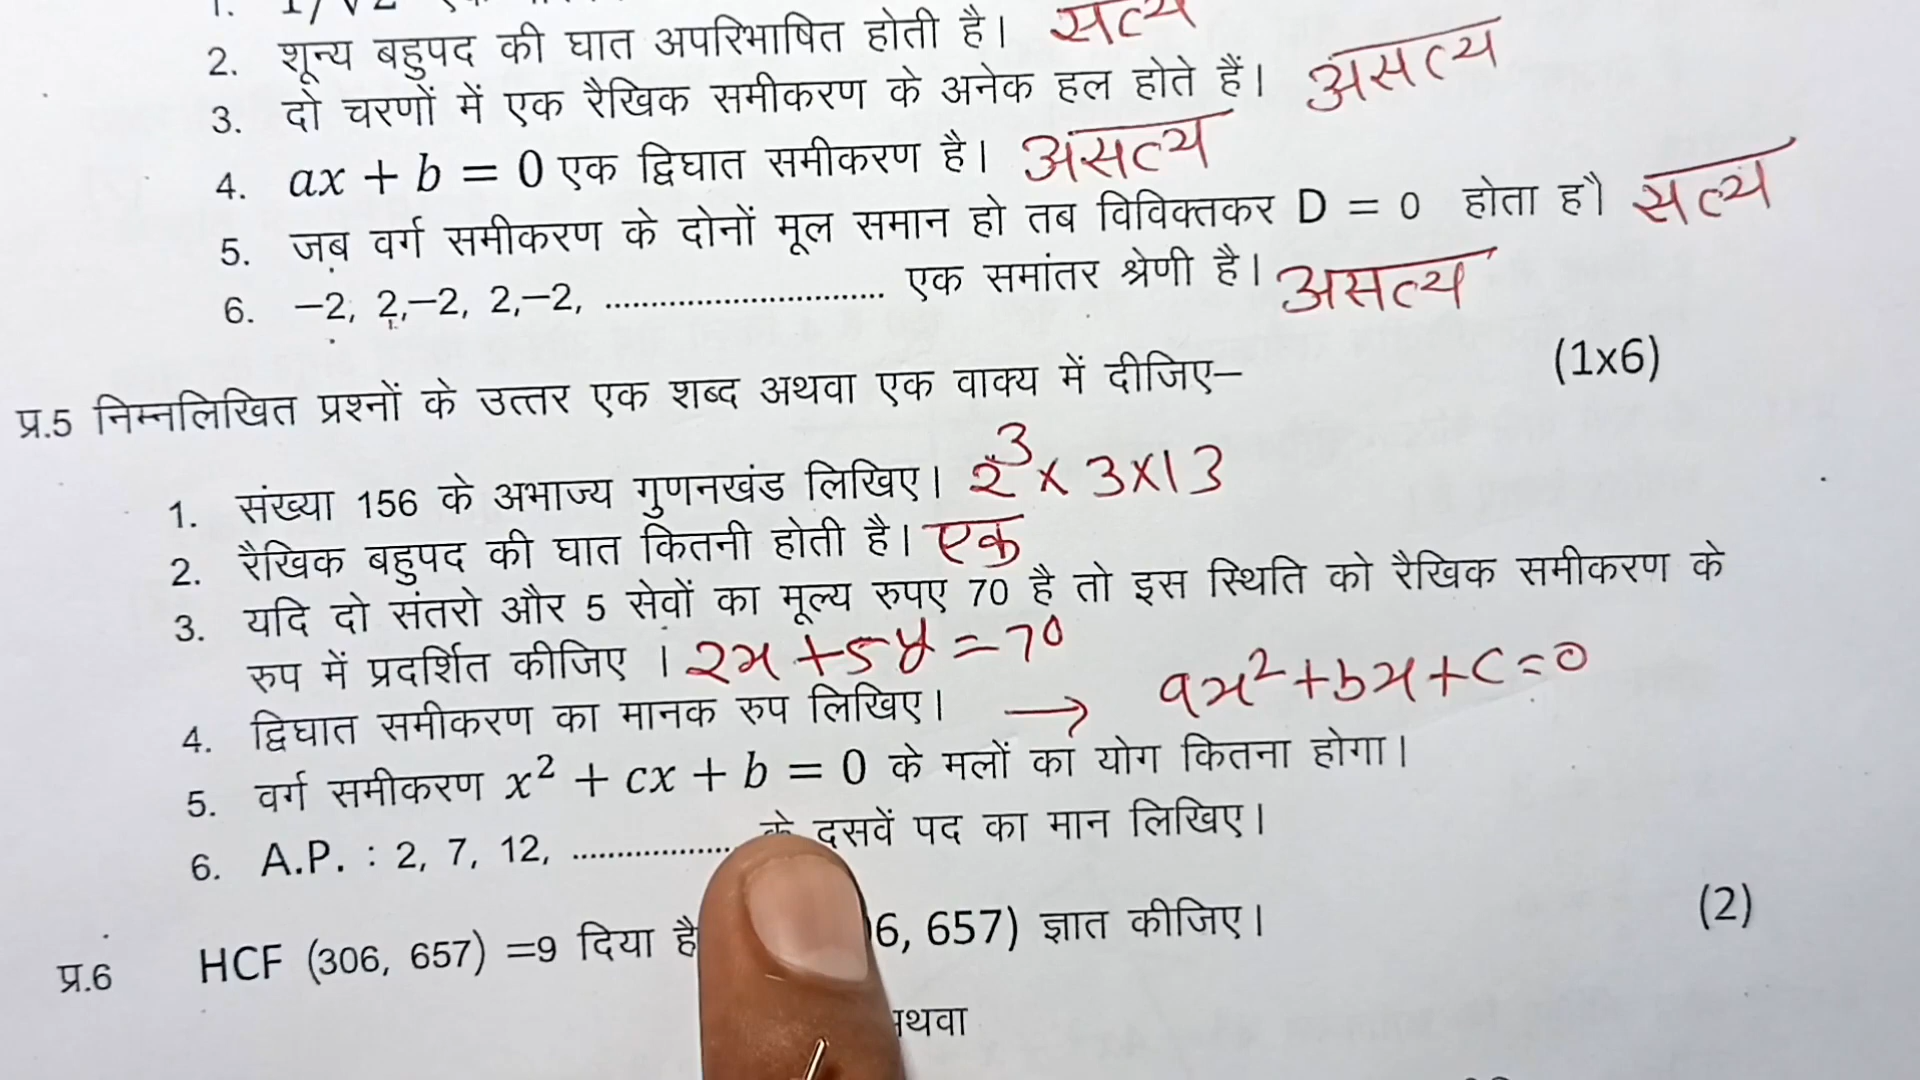 2. शून्य बहुपद की घात अपरिभाषित होती है। सत्य
3. दो चरणों में एक रैखिक समीकरण के अनेक हल होते हैं। असत्य
4. ax + b = 0 एक द्विघात समीकरण है। असत्य
5. जब वर्ग समीकरण के दोनों मूल समान हो तब विविक्तकर D = 0 होता है। सत्य
6. −2, 2,−2, 2,−2, .............................. एक समांतर श्रेणी है। असत्य
प्र.5 निम्नलिखित प्रश्नों के उत्तर एक शब्द अथवा एक वाक्य में दीजिए− (1x6)
1. संख्या 156 के अभाज्य गुणनखंड लिखिए। 2³ x 3x13
2. रैखिक बहुपद की घात कितनी होती है। एक
3. यदि दो संतरो और 5 सेवों का मूल्य रुपए 70 है तो इस स्थिति को रैखिक समीकरण के
रुप में प्रदर्शित कीजिए । 2x+5y=70
4. द्विघात समीकरण का मानक रुप लिखिए। → ax²+bx+c=0
5. वर्ग समीकरण x² + cx + b = 0 के मलों का योग कितना होगा।
6. A.P. : 2, 7, 12, .................. के दसवें पद का मान लिखिए।
प्र.6 HCF (306, 657) =9 दिया है 6, 657) ज्ञात कीजिए। (2)